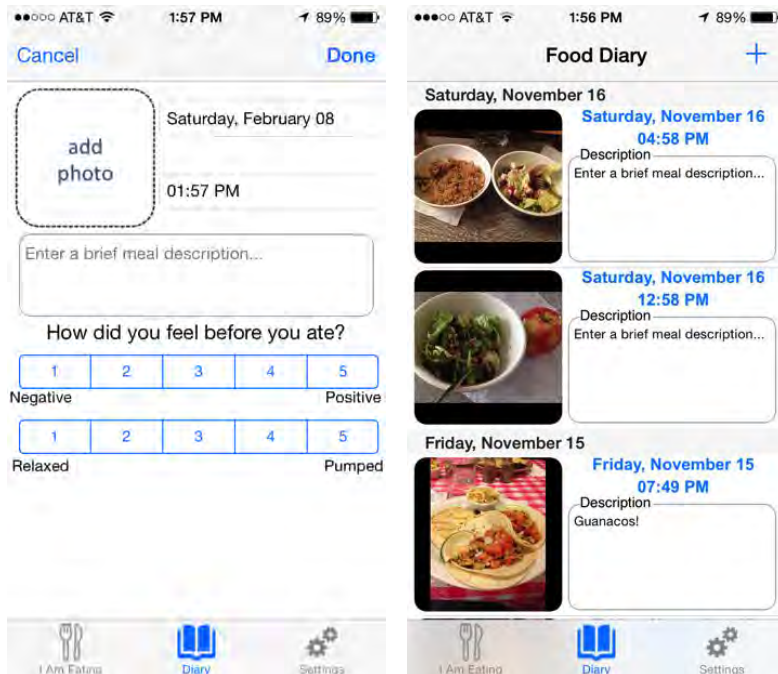 AT&T 1:57 PM 89%
Cancel Done
add
photo
Saturday, February 08
01:57 PM
Enter a brief meal description...
How did you feel before you ate?
1 2 3 4 5
Negative Positive
1 2 3 4 5
Relaxed Pumped
I Am Eating Diary Settings
AT&T 1:56 PM 89%
Food Diary +
Saturday, November 16
Saturday, November 16
04:58 PM
Description
Enter a brief meal description...
Saturday, November 16
12:58 PM
Description
Enter a brief meal description...
Friday, November 15
Friday, November 15
07:49 PM
Description
Guanacos!
I Am Eating Diary Settings